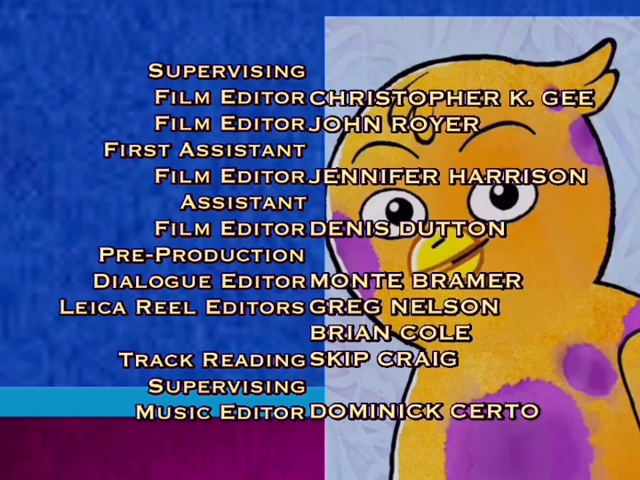 Supervising
Film Editor CHRISTOPHER K. GEE
Film Editor JOHN ROYER
First Assistant
Film Editor JENNIFER HARRISON
Assistant
Film Editor DENIS DUTTON
Pre-Production
Dialogue Editor MONTE BRAMER
Leica Reel Editors GREG NELSON
BRIAN COLE
Track Reading SKIP CRAIG
Supervising
Music Editor DOMINICK CERTO